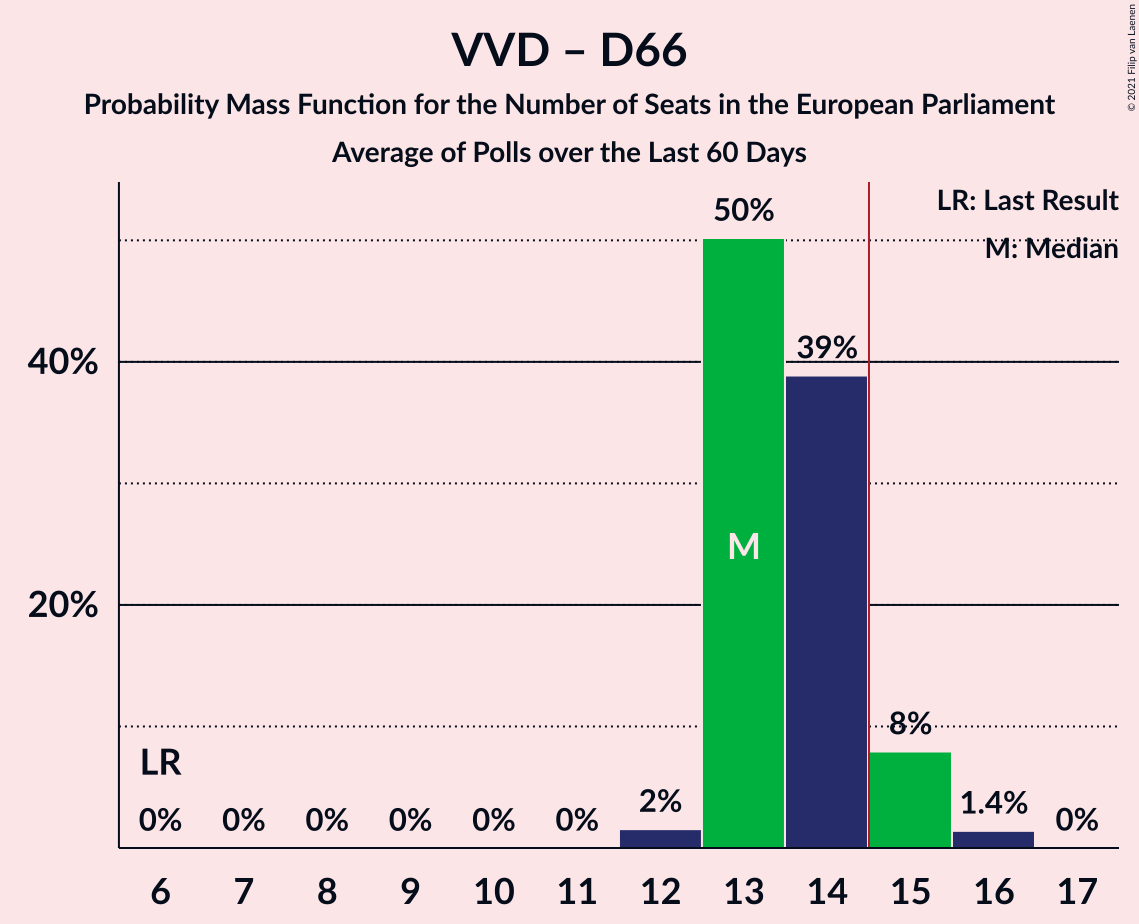 VVD – D66
Probability Mass Function for the Number of Seats in the European Parliament
Average of Polls over the Last 60 Days
© 2021 Filip van Laenen
LR: Last Result
M: Median
50%
39%
40%
M
20%
8%
LR
2%
1.4%
0% 0% 0% 0% 0% 0% 0%
6 7 8 9 10 11 12 13 14 15 16 17